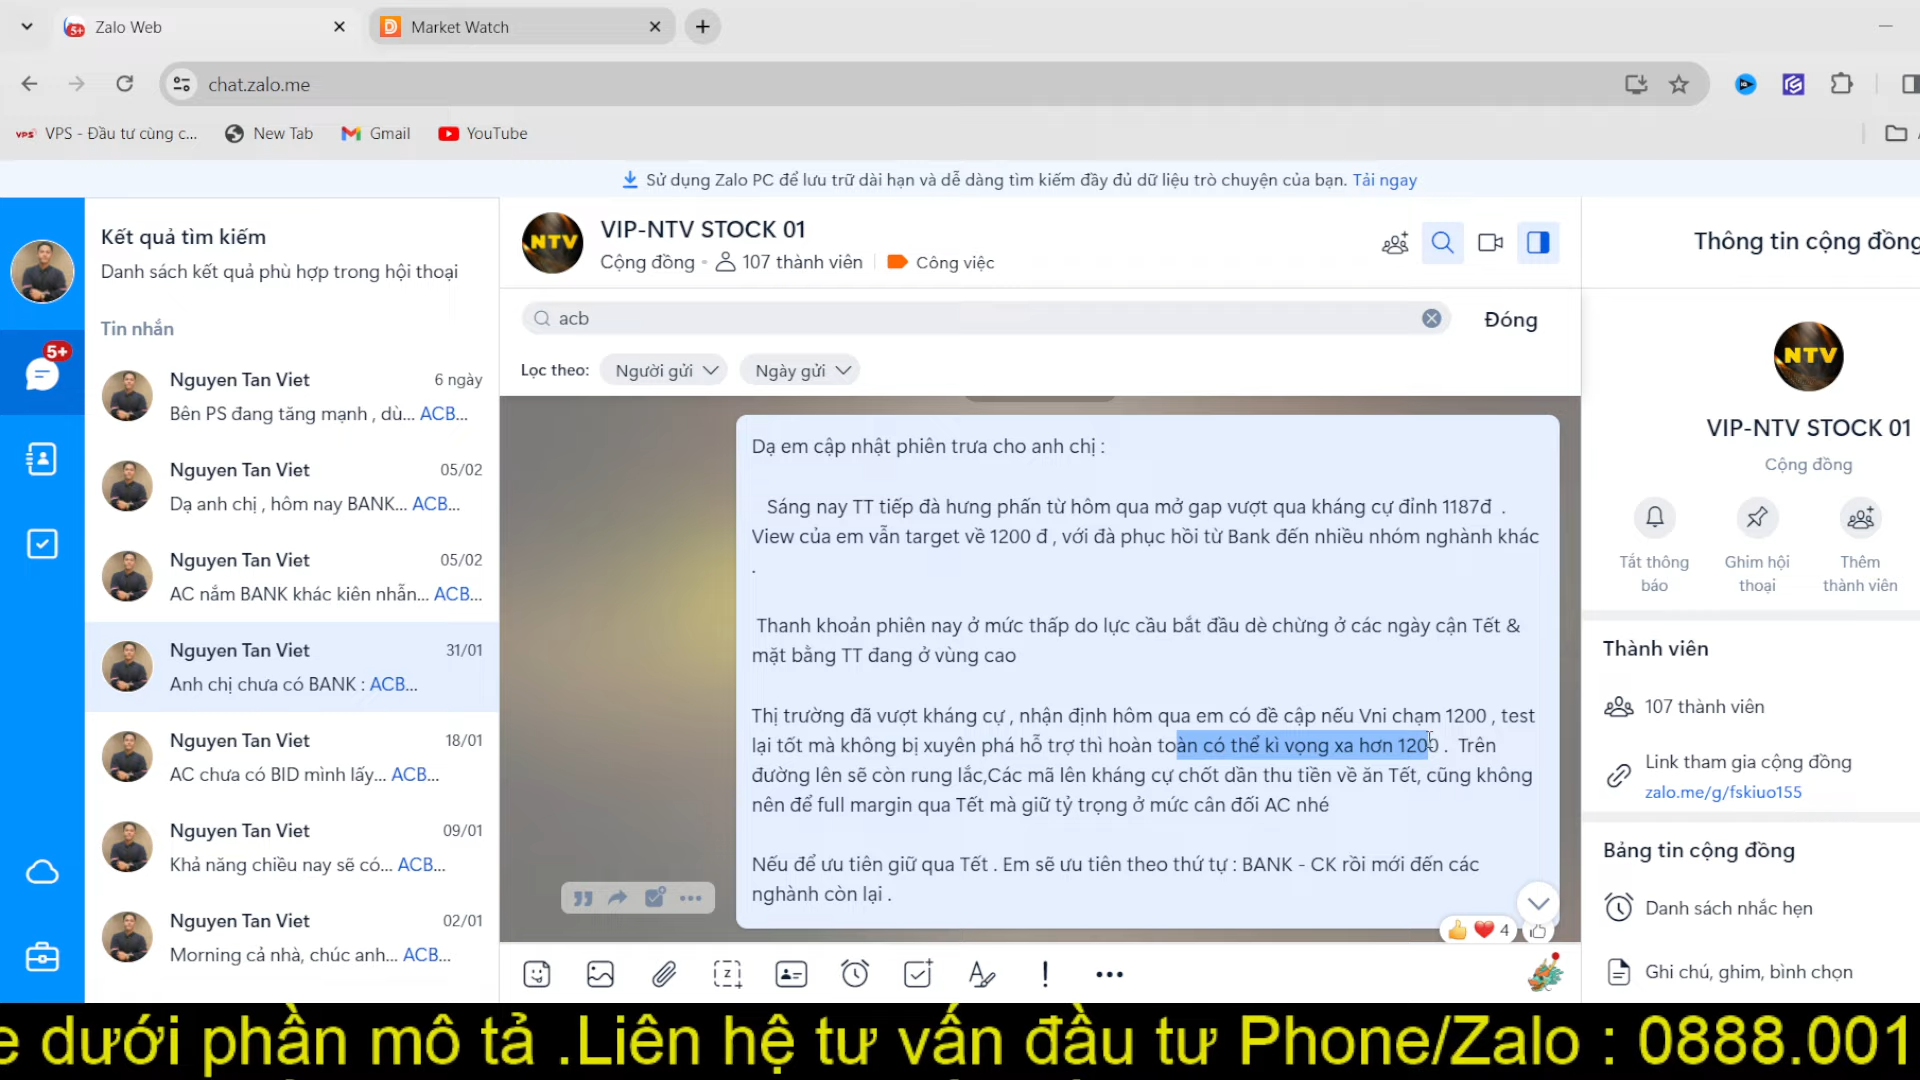 Zalo Web
Market Watch
chat.zalo.me
VPS - Đầu tư cùng c...
New Tab
Gmail
YouTube
Sử dụng Zalo PC để lưu trữ dài hạn và dễ dàng tìm kiếm đầy đủ dữ liệu trò chuyện của bạn. Tải ngay
5+
Kết quả tìm kiếm
Danh sách kết quả phù hợp trong hội thoại
Tin nhắn
Nguyen Tan Viet 6 ngày
Bên PS đang tăng mạnh , dù... ACB...
Nguyen Tan Viet 05/02
Dạ anh chị , hôm nay BANK... ACB...
Nguyen Tan Viet 05/02
AC nắm BANK khác kiên nhẫn... ACB...
Nguyen Tan Viet 31/01
Anh chị chưa có BANK : ACB...
Nguyen Tan Viet 18/01
AC chưa có BID mình lấy... ACB...
Nguyen Tan Viet 09/01
Khả năng chiều nay sẽ có... ACB...
Nguyen Tan Viet 02/01
Morning cả nhà, chúc anh... ACB...
NTV
VIP-NTV STOCK 01
Cộng đồng 107 thành viên Công việc
acb
Đóng
Lọc theo: Người gửi Ngày gửi
Dạ em cập nhật phiên trưa cho anh chị :
Sáng nay TT tiếp đà hưng phấn từ hôm qua mở gap vượt qua kháng cự đỉnh 1187đ .
View của em vẫn target về 1200 đ , với đà phục hồi từ Bank đến nhiều nhóm nghành khác
.
Thanh khoản phiên nay ở mức thấp do lực cầu bắt đầu dè chừng ở các ngày cận Tết &
mặt bằng TT đang ở vùng cao
Thị trường đã vượt kháng cự , nhận định hôm qua em có đề cập nếu Vni chạm 1200 , test
lại tốt mà không bị xuyên phá hỗ trợ thì hoàn toàn có thể kì vọng xa hơn 1200 . Trên
đường lên sẽ còn rung lắc,Các mã lên kháng cự chốt dần thu tiền về ăn Tết, cũng không
nên để full margin qua Tết mà giữ tỷ trọng ở mức cân đối AC nhé
Nếu để ưu tiên giữ qua Tết . Em sẽ ưu tiên theo thứ tự : BANK - CK rồi mới đến các
nghành còn lại .
4
Thông tin cộng đồng
NTV
VIP-NTV STOCK 01
Cộng đồng
Tắt thông báo
Ghim hội thoại
Thêm thành viên
Thành viên
107 thành viên
Link tham gia cộng đồng
zalo.me/g/fskiuo155
Bảng tin cộng đồng
Danh sách nhắc hẹn
Ghi chú, ghim, bình chọn
e dưới phần mô tả .Liên hệ tư vấn đầu tư Phone/Zalo : 0888.001